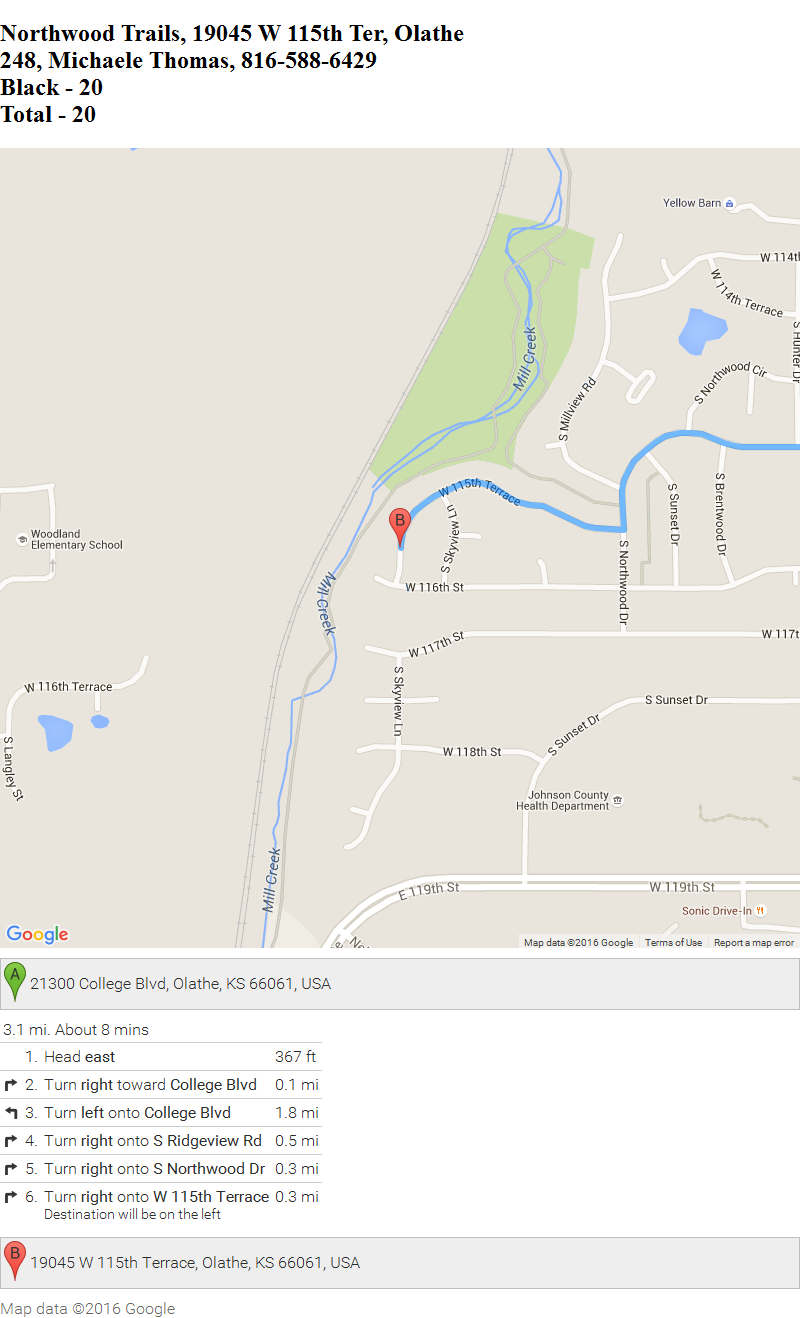 Northwood Trails, 19045 W 115th Ter, Olathe
248, Michaele Thomas, 816-588-6429
Black - 20
Total - 20
Yellow Barn
W 114th
W 114th Terrace
S Hunter Dr
Mill Creek
S Northwood Cir
S Millview Rd
W 115th Terrace
S Sunset Dr
S Brentwood Dr
B
Woodland
Elementary School
S Skyview Ln
S Northwood Dr
W 116th St
Mill Creek
W 117th St
W 117t
W 116th Terrace
S Skyview Ln
S Sunset Dr
S Sunset Dr
S Langley St
W 118th St
Johnson County
Health Department
Mill Creek
E 119th St
W 119th St
Sonic Drive-In
Google
Map data ©2016 Google Terms of Use Report a map error
A 21300 College Blvd, Olathe, KS 66061, USA
3.1 mi. About 8 mins
1. Head east 367 ft
2. Turn right toward College Blvd 0.1 mi
3. Turn left onto College Blvd 1.8 mi
4. Turn right onto S Ridgeview Rd 0.5 mi
5. Turn right onto S Northwood Dr 0.3 mi
6. Turn right onto W 115th Terrace 0.3 mi
Destination will be on the left
B 19045 W 115th Terrace, Olathe, KS 66061, USA
Map data ©2016 Google